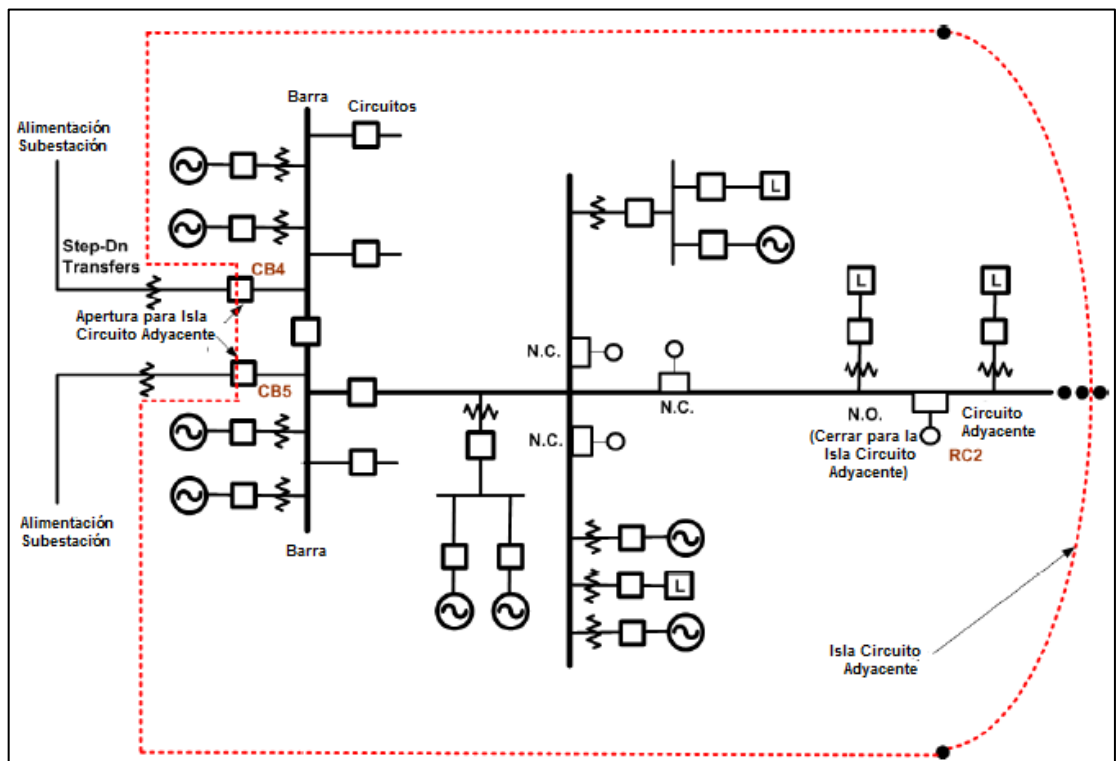 Barra
Circuitos
Alimentación
Subestación
L
Step-Dn
Transfers
CB4
L
L
Apertura para Isla
Circuito Adyacente
N.C.
CB5
N.C.
N.O.
(Cerrar para la
Isla Circuito
Adyacente)
Circuito
Adyacente
RC2
N.C.
Alimentación
Subestación
Barra
L
Isla Circuito
Adyacente